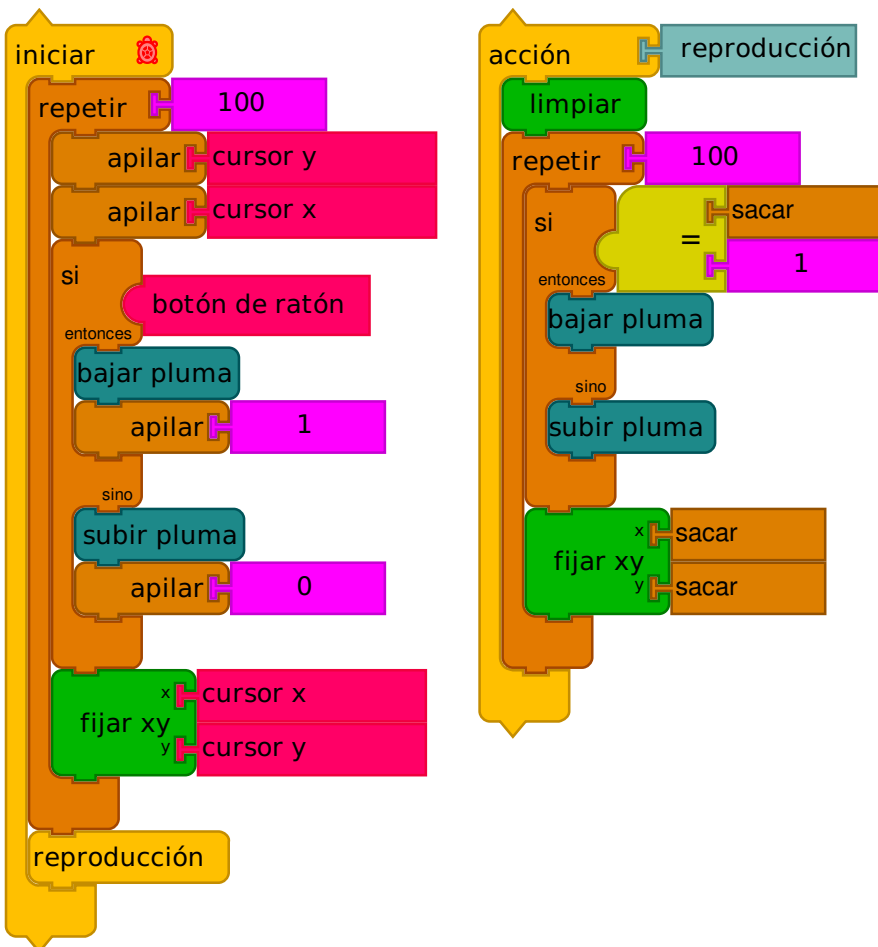 iniciar
repetir 100
apilar cursor y
apilar cursor x
si
botón de ratón
entonces
bajar pluma
apilar 1
sino
subir pluma
apilar 0
fijar xy
x cursor x
y cursor y
reproducción
acción reproducción
limpiar
repetir 100
si
= sacar
1
entonces
bajar pluma
sino
subir pluma
fijar xy
x sacar
y sacar